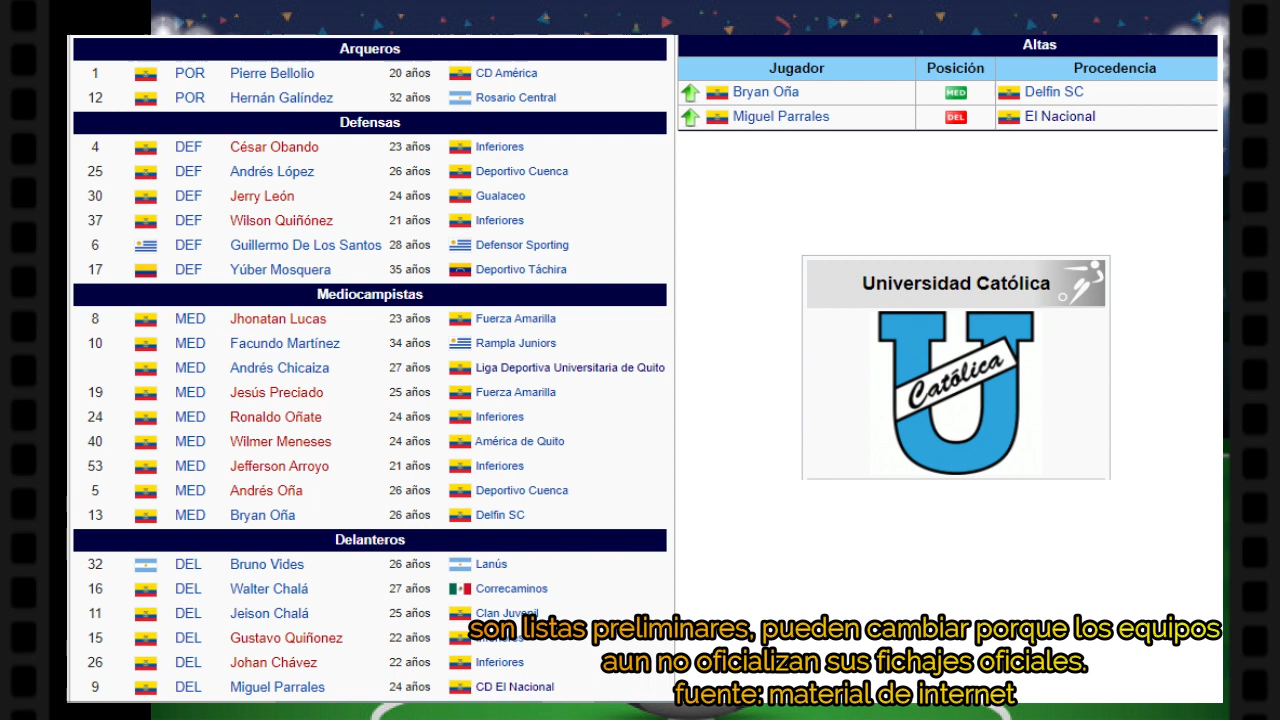 Arqueros
1 POR Pierre Bellolio 20 años CD América
12 POR Hernán Galíndez 32 años Rosario Central
Defensas
4 DEF César Obando 23 años Inferiores
25 DEF Andrés López 26 años Deportivo Cuenca
30 DEF Jerry León 24 años Gualaceo
37 DEF Wilson Quiñónez 21 años Inferiores
6 DEF Guillermo De Los Santos 28 años Defensor Sporting
17 DEF Yúber Mosquera 35 años Deportivo Táchira
Mediocampistas
8 MED Jhonatan Lucas 23 años Fuerza Amarilla
10 MED Facundo Martínez 34 años Rampla Juniors
MED Andrés Chicaiza 27 años Liga Deportiva Universitaria de Quito
19 MED Jesús Preciado 25 años Fuerza Amarilla
24 MED Ronaldo Oñate 24 años Inferiores
40 MED Wilmer Meneses 24 años América de Quito
53 MED Jefferson Arroyo 21 años Inferiores
5 MED Andrés Oña 26 años Deportivo Cuenca
13 MED Bryan Oña 26 años Delfin SC
Delanteros
32 DEL Bruno Vides 26 años Lanús
16 DEL Walter Chalá 27 años Correcaminos
11 DEL Jeison Chalá 25 años Clan Juvenil
15 DEL Gustavo Quiñonez 22 años
26 DEL Johan Chávez 22 años Inferiores
9 DEL Miguel Parrales 24 años CD El Nacional
Altas
Jugador Posición Procedencia
Bryan Oña MED Delfin SC
Miguel Parrales DEL El Nacional
Universidad Católica
Católica
son listas preliminares, pueden cambiar porque los equipos
aun no oficializan sus fichajes oficiales.
fuente: material de internet